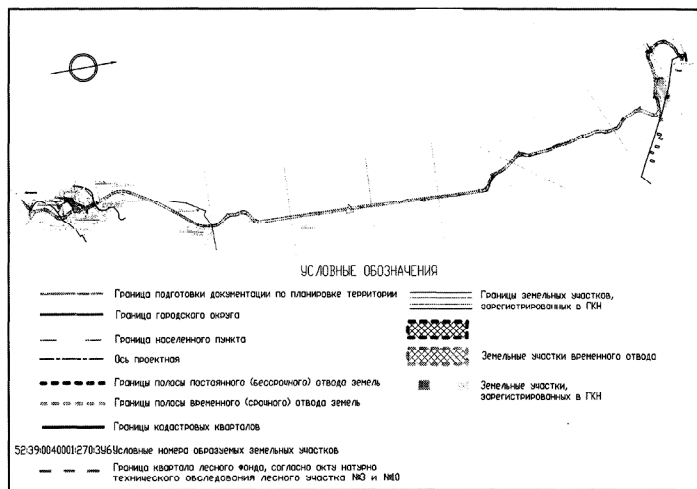 УСЛОВНЫЕ ОБОЗНАЧЕНИЯ
Граница подготовки документации по планировке территории
Граница городского округа
Граница населенного пункта
Ось проектная
Границы полосы постоянного (бессрочного) отвода земель
Границы полосы временного (срочного) отвода земель
Границы кадастровых кварталов
52:39:0040001:270:ЗУ6 Условные номера образуемых земельных участков
Граница квартала лесного фонда, согласно акту натурно
технического обследования лесного участка №3 и №10
Границы земельных участков,
зарегистрированных в ГКН
Земельные участки временного отвода
Земельные участки,
зарегистрированных в ГКН